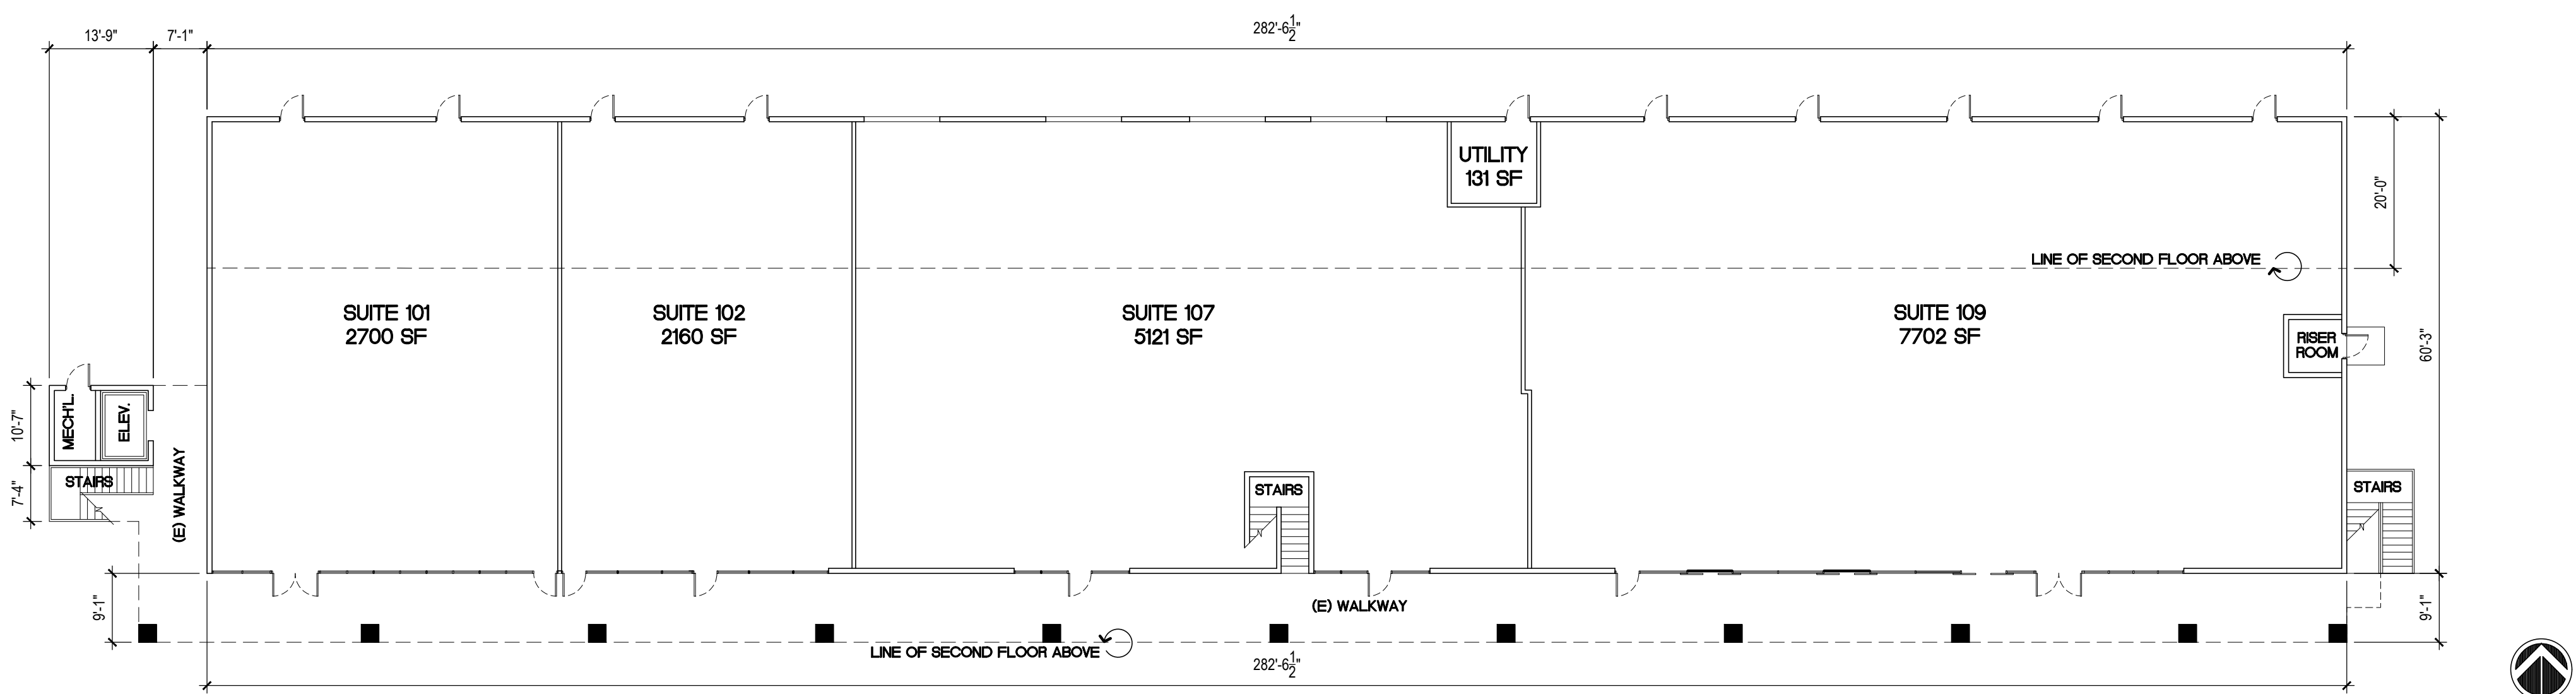 282'-6 1/2"
13'-9"
7'-1"
UTILITY
131 SF
20'-0"
LINE OF SECOND FLOOR ABOVE
SUITE 101
2700 SF
SUITE 102
2160 SF
SUITE 107
5121 SF
SUITE 109
7702 SF
RISER
ROOM
60'-3"
MECH'L.
ELEV.
10'-7"
(E) WALKWAY
STAIRS
7'-4"
STAIRS
STAIRS
9'-1"
(E) WALKWAY
9'-1"
LINE OF SECOND FLOOR ABOVE
282'-6 1/2"